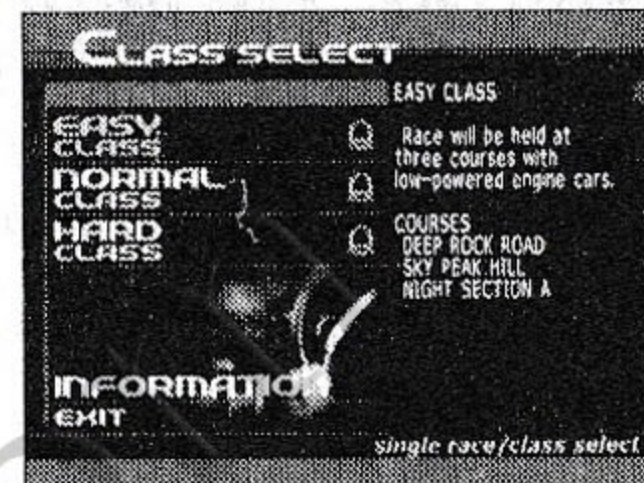 CLASS SELECT
EASY
CLASS
NORMAL
CLASS
HARD
CLASS
INFORMATION
EXIT
EASY CLASS
Race will be held at
three courses with
low-powered engine cars.
COURSES
DEEP ROCK ROAD
SKY PEAK HILL
NIGHT SECTION A
single race/class select